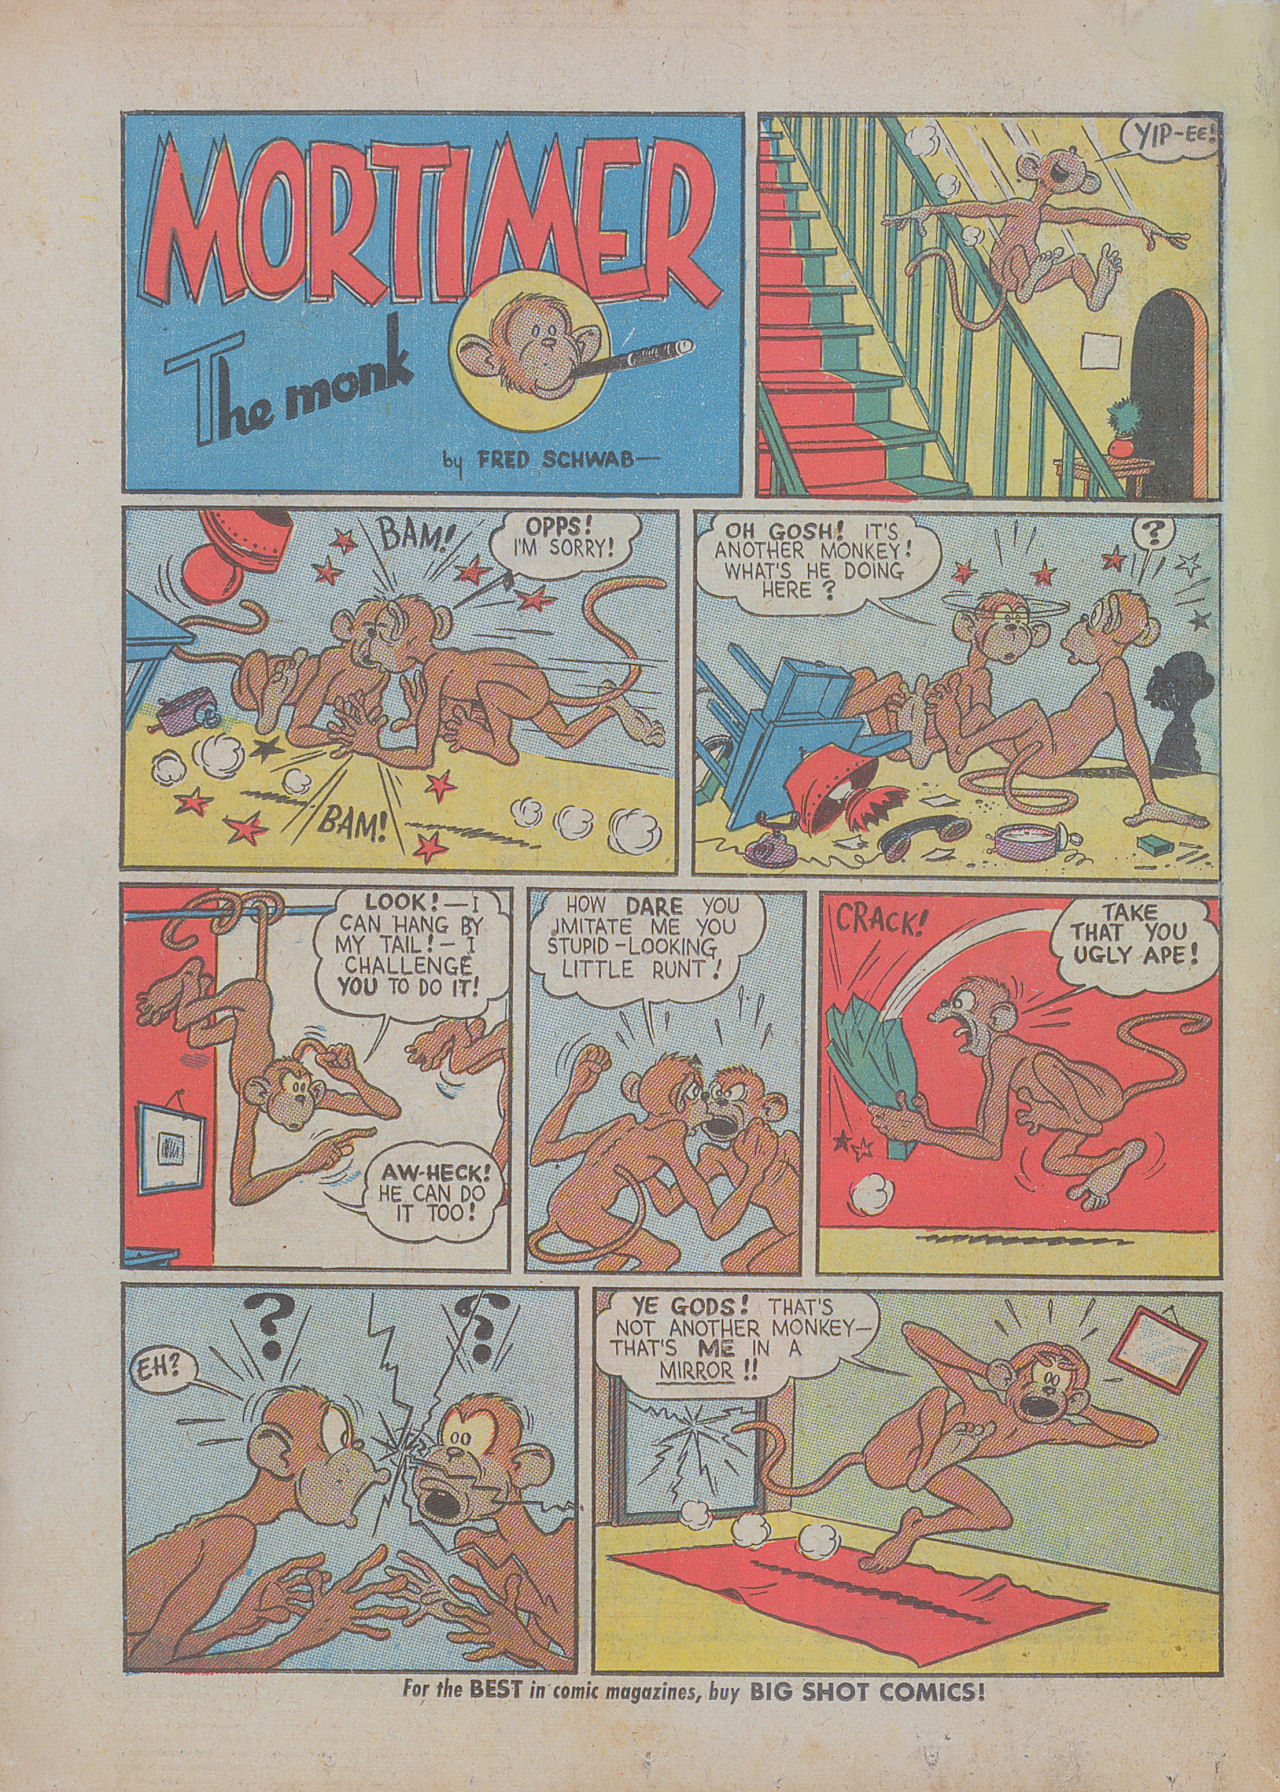 MORTIMER
The monk
by FRED SCHWAB—
YIP-EE!
BAM!
OPPS!
I'M SORRY!
BAM!
OH GOSH! IT'S
ANOTHER MONKEY!
WHAT'S HE DOING
HERE?
?
LOOK!—I
CAN HANG BY
MY TAIL!—I
CHALLENGE
YOU TO DO IT!
AW-HECK!
HE CAN DO
IT TOO!
HOW DARE YOU
IMITATE ME YOU
STUPID-LOOKING
LITTLE RUNT!
CRACK!
TAKE
THAT YOU
UGLY APE!
EH?
?
?
YE GODS! THAT'S
NOT ANOTHER MONKEY—
THAT'S ME IN A
MIRROR!!
For the BEST in comic magazines, buy BIG SHOT COMICS!